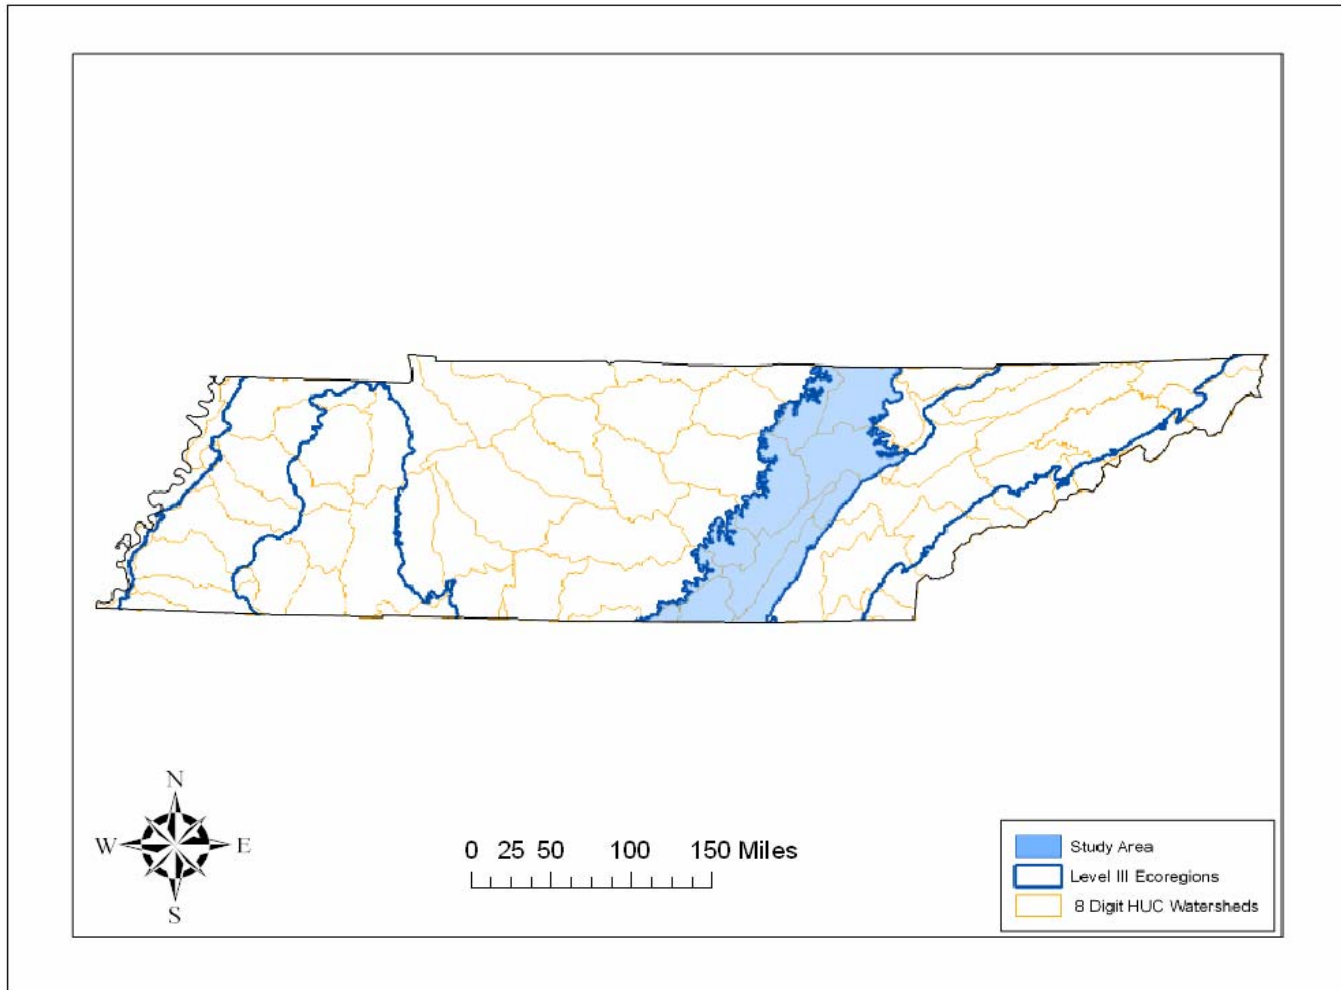 N
W E
S
0 25 50 100 150 Miles
Study Area
Level III Ecoregions
8 Digit HUC Watersheds